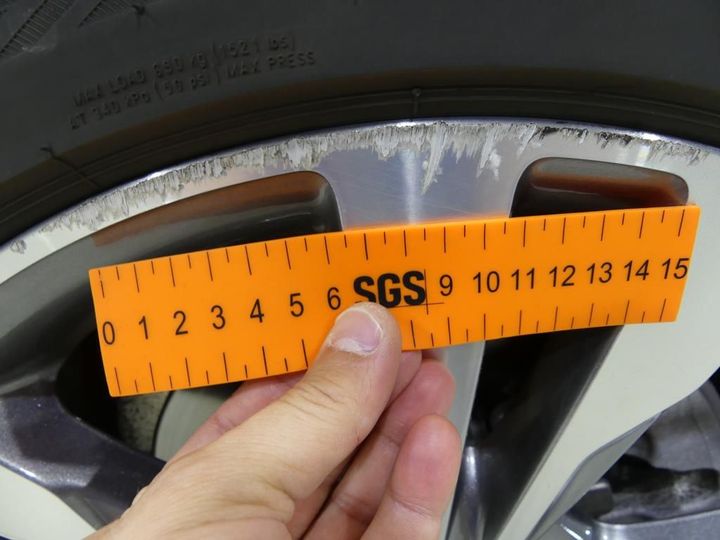 MAX LOAD 690 KG (1521 lbs)
AT 340 KPa (50 psi) MAX PRESS
0 1 2 3 4 5 6 SGS 9 10 11 12 13 14 15